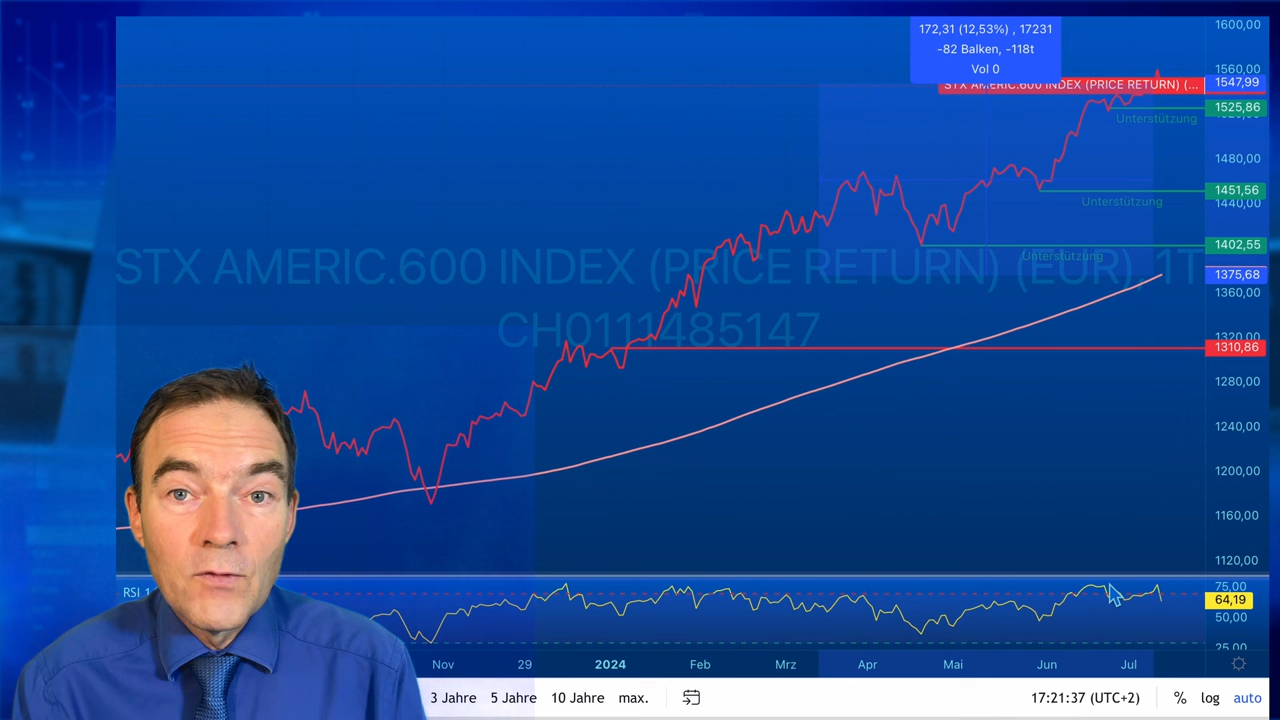 172,31 (12,53%) , 17231
-82 Balken, -118t
Vol 0
1600,00
1560,00
1547,99
STX AMERIC.600 INDEX (PRICE RETURN) (...
1525,86
Unterstützung
1480,00
1451,56
Unterstützung
1440,00
1402,55
Unterstützung
STX AMERIC.600 INDEX (PRICE RETURN) (EUR), 1T
CH0111485147
1375,68
1360,00
1320,00
1310,86
1280,00
1240,00
1200,00
1160,00
1120,00
RSI 1
75,00
64,19
50,00
25,00
Nov 29 2024 Feb Mrz Apr Mai Jun Jul
3 Jahre 5 Jahre 10 Jahre max. 17:21:37 (UTC+2) % log auto